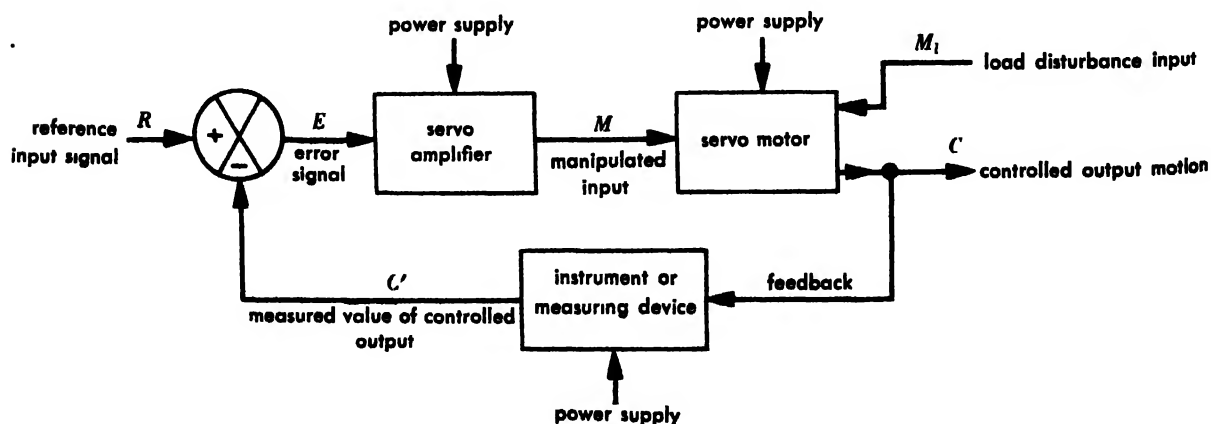 power supply
power supply
M₁
load disturbance input
R
reference
input signal
+
−
E
error
signal
servo
amplifier
M
manipulated
input
servo motor
C
controlled output motion
C'
measured value of controlled
output
instrument or
measuring device
feedback
power supply